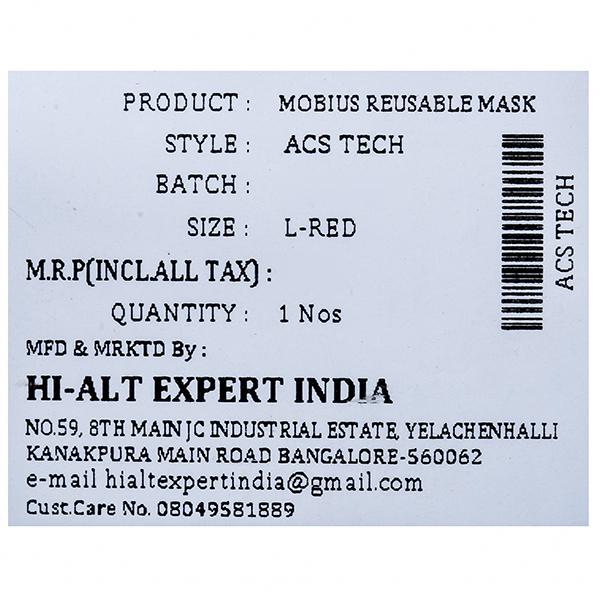 PRODUCT : MOBIUS REUSABLE MASK
STYLE : ACS TECH
BATCH :
SIZE : L-RED
M.R.P(INCL.ALL TAX) :
QUANTITY : 1 Nos
MFD & MRKTD By :
HI-ALT EXPERT INDIA
NO.59, 8TH MAIN JC INDUSTRIAL ESTATE, YELACHENHALLI
KANAKPURA MAIN ROAD BANGALORE-560062
e-mail hialtexpertindia@gmail.com
Cust.Care No. 08049581889
ACS TECH